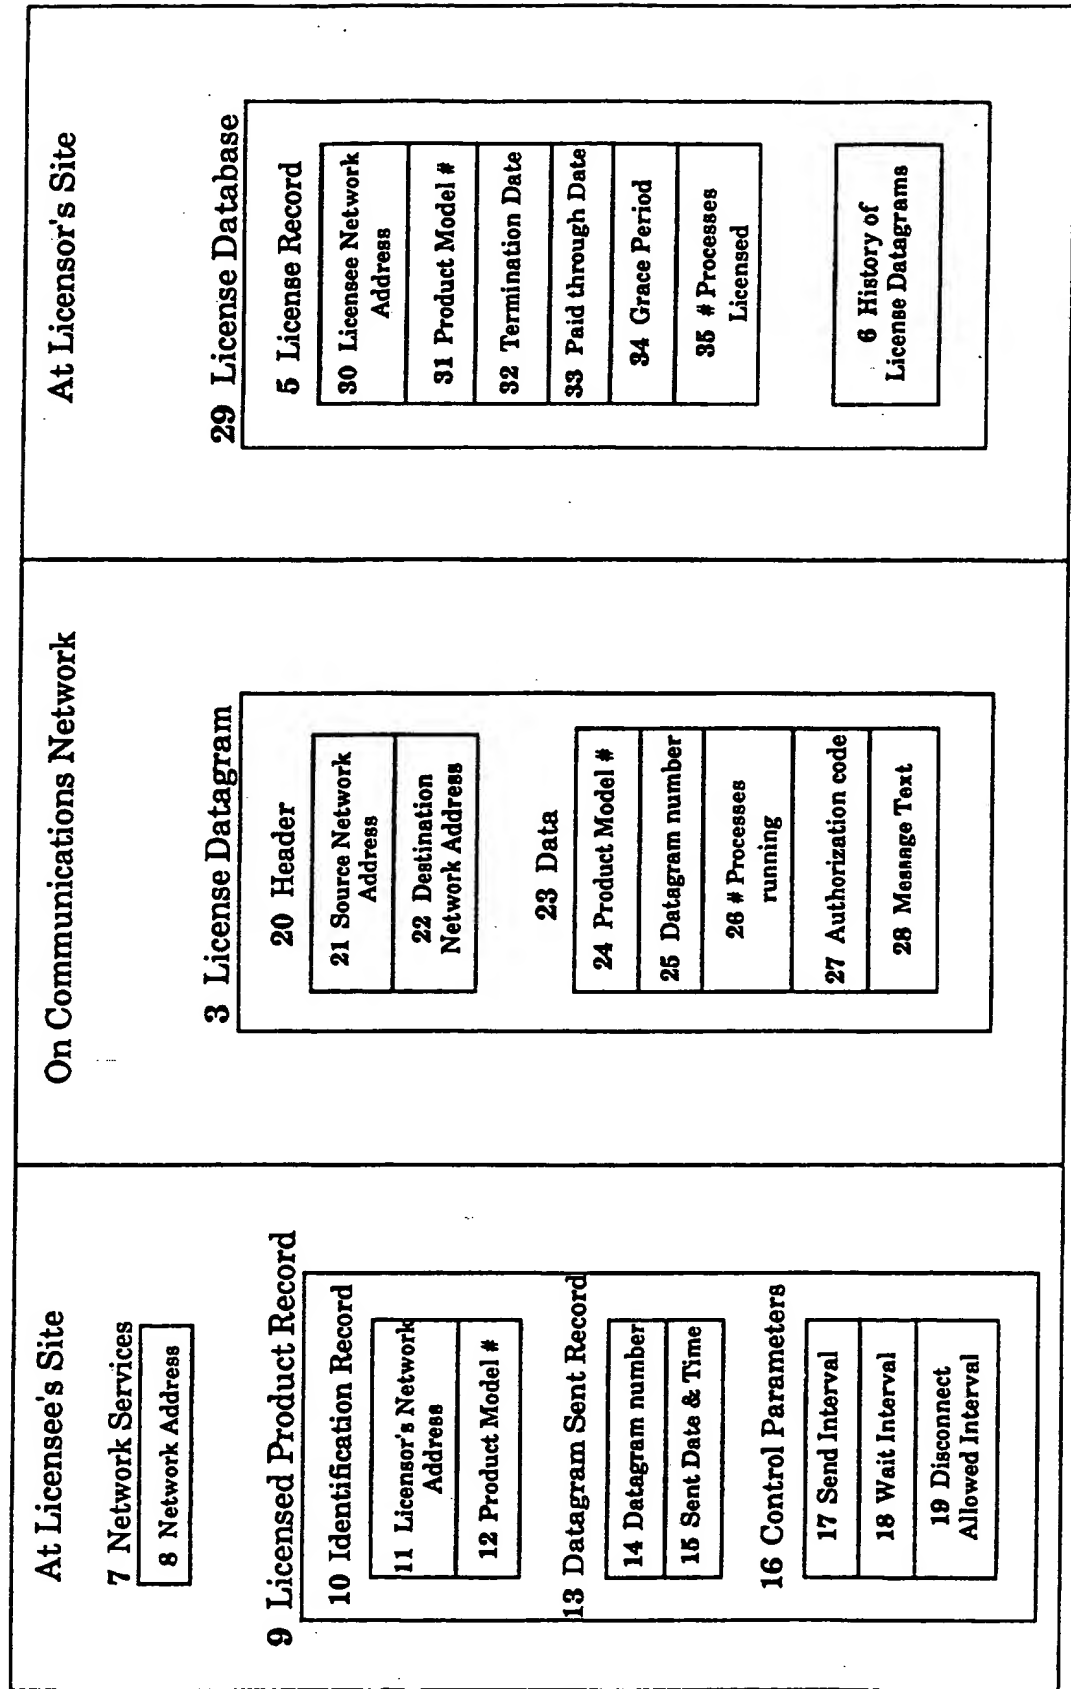 At Licensee's Site
7 Network Services
8 Network Address
9 Licensed Product Record
10 Identification Record
11 Licensor's Network
Address
12 Product Model #
13 Datagram Sent Record
14 Datagram number
15 Sent Date & Time
16 Control Parameters
17 Send Interval
18 Wait Interval
19 Disconnect
Allowed Interval
On Communications Network
3 License Datagram
20 Header
21 Source Network
Address
22 Destination
Network Address
23 Data
24 Product Model #
25 Datagram number
26 # Processes
running
27 Authorization code
28 Message Text
At Licensor's Site
29 License Database
5 License Record
30 Licensee Network
Address
31 Product Model #
32 Termination Date
33 Paid through Date
34 Grace Period
35 # Processes
Licensed
6 History of
License Datagrams